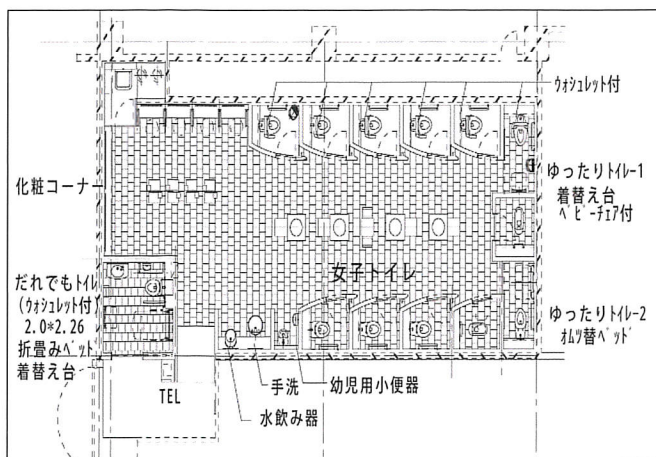 ウォシュレット付
化粧コーナー
ゆったりトイレ-1
着替え台
ベビーチェア付
女子トイレ
だれでもトイレ
(ウォシュレット付)
2.0*2.26
折畳みベット
着替え台
ゆったりトイレ-2
オムツ替ベッド
手洗
幼児用小便器
TEL
水飲み器